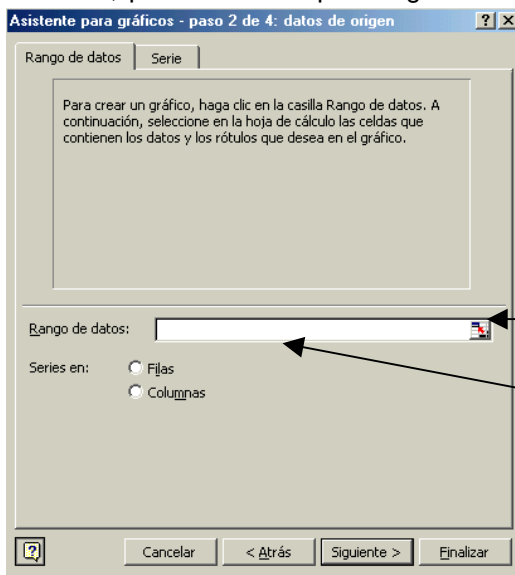 Asistente para gráficos - paso 2 de 4: datos de origen
Rango de datos Serie
Para crear un gráfico, haga clic en la casilla Rango de datos. A
continuación, seleccione en la hoja de cálculo las celdas que
contienen los datos y los rótulos que desea en el gráfico.
Rango de datos:
Series en: Filas
Columnas
Cancelar < Atrás Siguiente > Finalizar